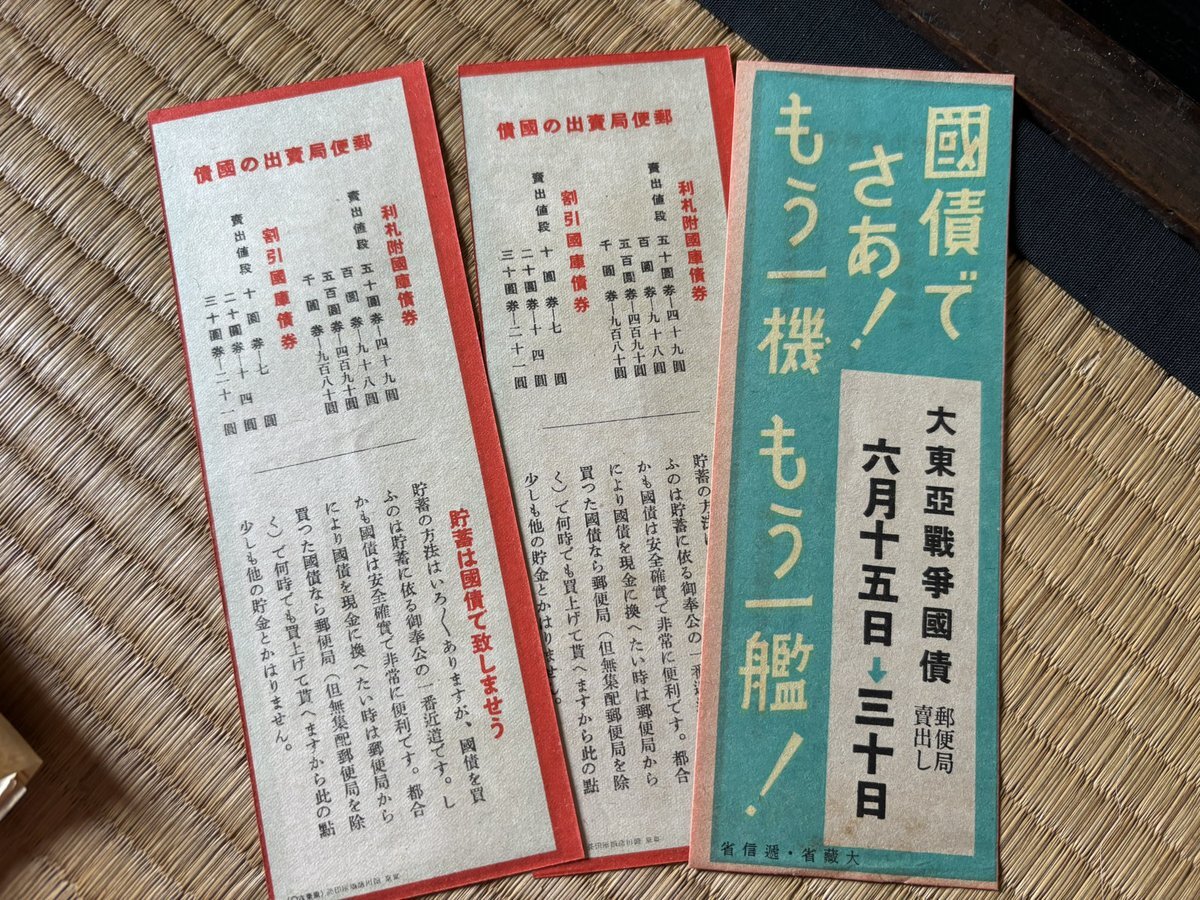 國債で
さあ!
もう一機 もう一艦!
大東亞戰爭國債 郵便局賣出し
六月十五日→三十日
大藏省・遞信省
郵便局賣出の國債
利札附國庫債券
賣出値段 五十圓券―四十九圓
百圓券―九十八圓
五百圓券―四百九十圓
千圓券―九百八十圓
割引國庫債券
賣出値段 十圓券―七圓
二十圓券―十四圓
三十圓券―二十一圓
貯蓄の方法
ふのは貯蓄に依る御奉公の一番近
かも國債は安全確實で非常に便利です。都合
により國債を現金に換へたい時は郵便局から
買つた國債なら郵便局(但無集配郵便局を除
く)で何時でも買上げて貰へますから此の點
少しも他の貯金とかはりません。
郵便局賣出の國債
利札附國庫債券
賣出値段 五十圓券―四十九圓
百圓券―九十八圓
五百圓券―四百九十圓
千圓券―九百八十圓
割引國庫債券
賣出値段 十圓券―七圓
二十圓券―十四圓
三十圓券―二十一圓
貯蓄は國債で致しませう
貯蓄の方法はいろ〱ありますが、國債を買
ふのは貯蓄に依る御奉公の一番近道です。し
かも國債は安全確實で非常に便利です。都合
により國債を現金に換へたい時は郵便局から
買つた國債なら郵便局(但無集配郵便局を除
く)で何時でも買上げて貰へますから此の點
少しも他の貯金とかはりません。